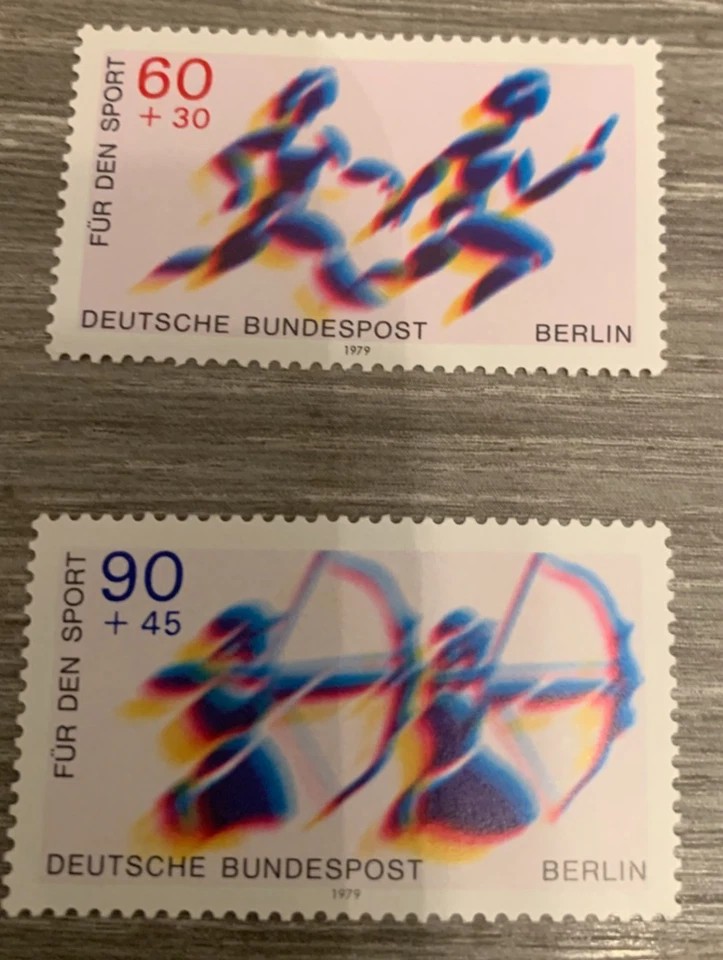 60
+ 30
FÜR DEN SPORT
DEUTSCHE BUNDESPOST BERLIN
1979
90
+ 45
FÜR DEN SPORT
DEUTSCHE BUNDESPOST BERLIN
1979